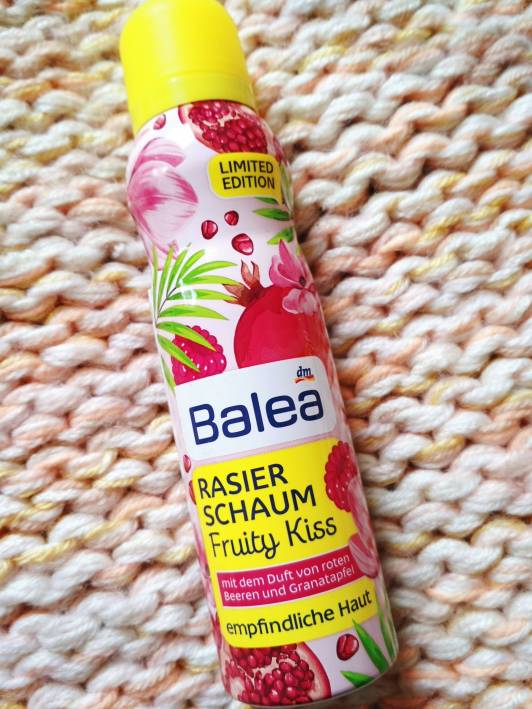 LIMITED
EDITION
dm
Balea
RASIER
SCHAUM
Fruity Kiss
mit dem Duft von roten
Beeren und Granatapfel
empfindliche Haut